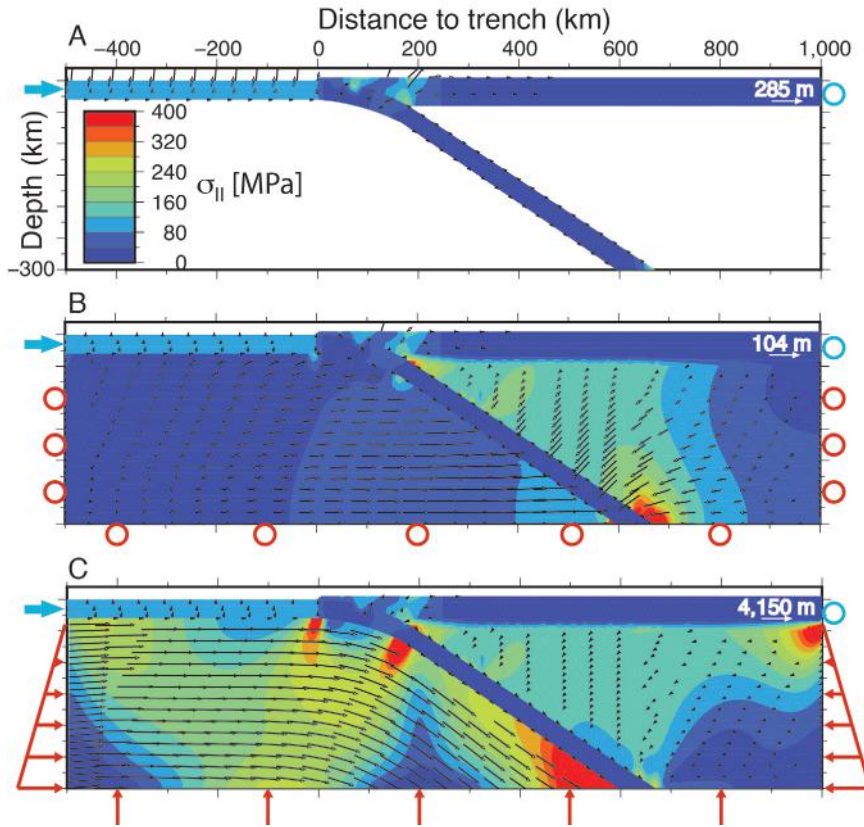 Distance to trench (km)
A
−400 −200 0 200 400 600 800 1,000
285 m
400
320
240
160
80
0
σII [MPa]
Depth (km)
−300
B
104 m
C
4,150 m